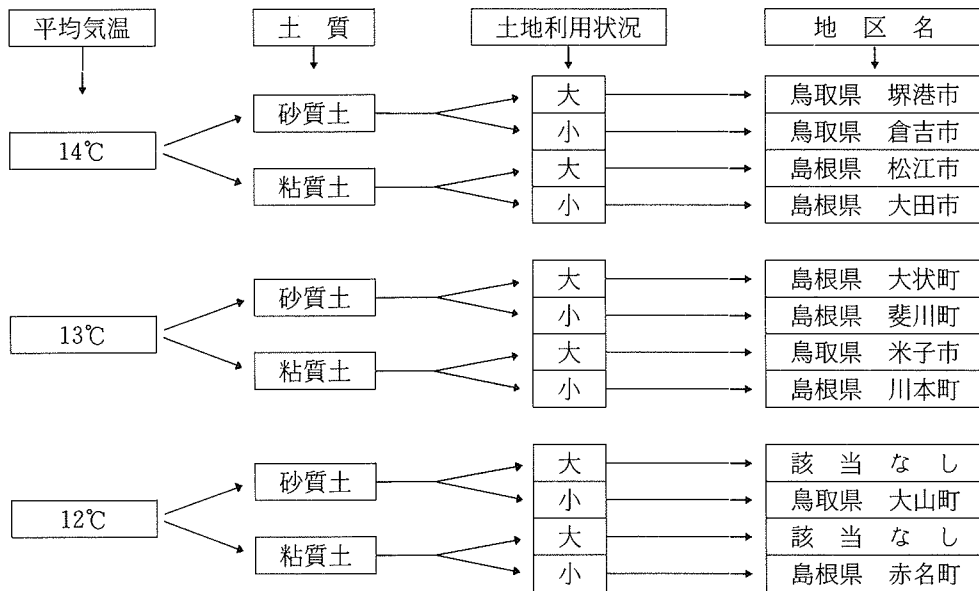 平均気温 土質 土地利用状況 地区名
大 鳥取県 堺港市
砂質土
小 鳥取県 倉吉市
14℃
大 島根県 松江市
粘質土
小 島根県 大田市
大 島根県 大状町
砂質土
小 島根県 斐川町
13℃
大 鳥取県 米子市
粘質土
小 島根県 川本町
大 該当なし
砂質土
小 鳥取県 大山町
12℃
大 該当なし
粘質土
小 島根県 赤名町